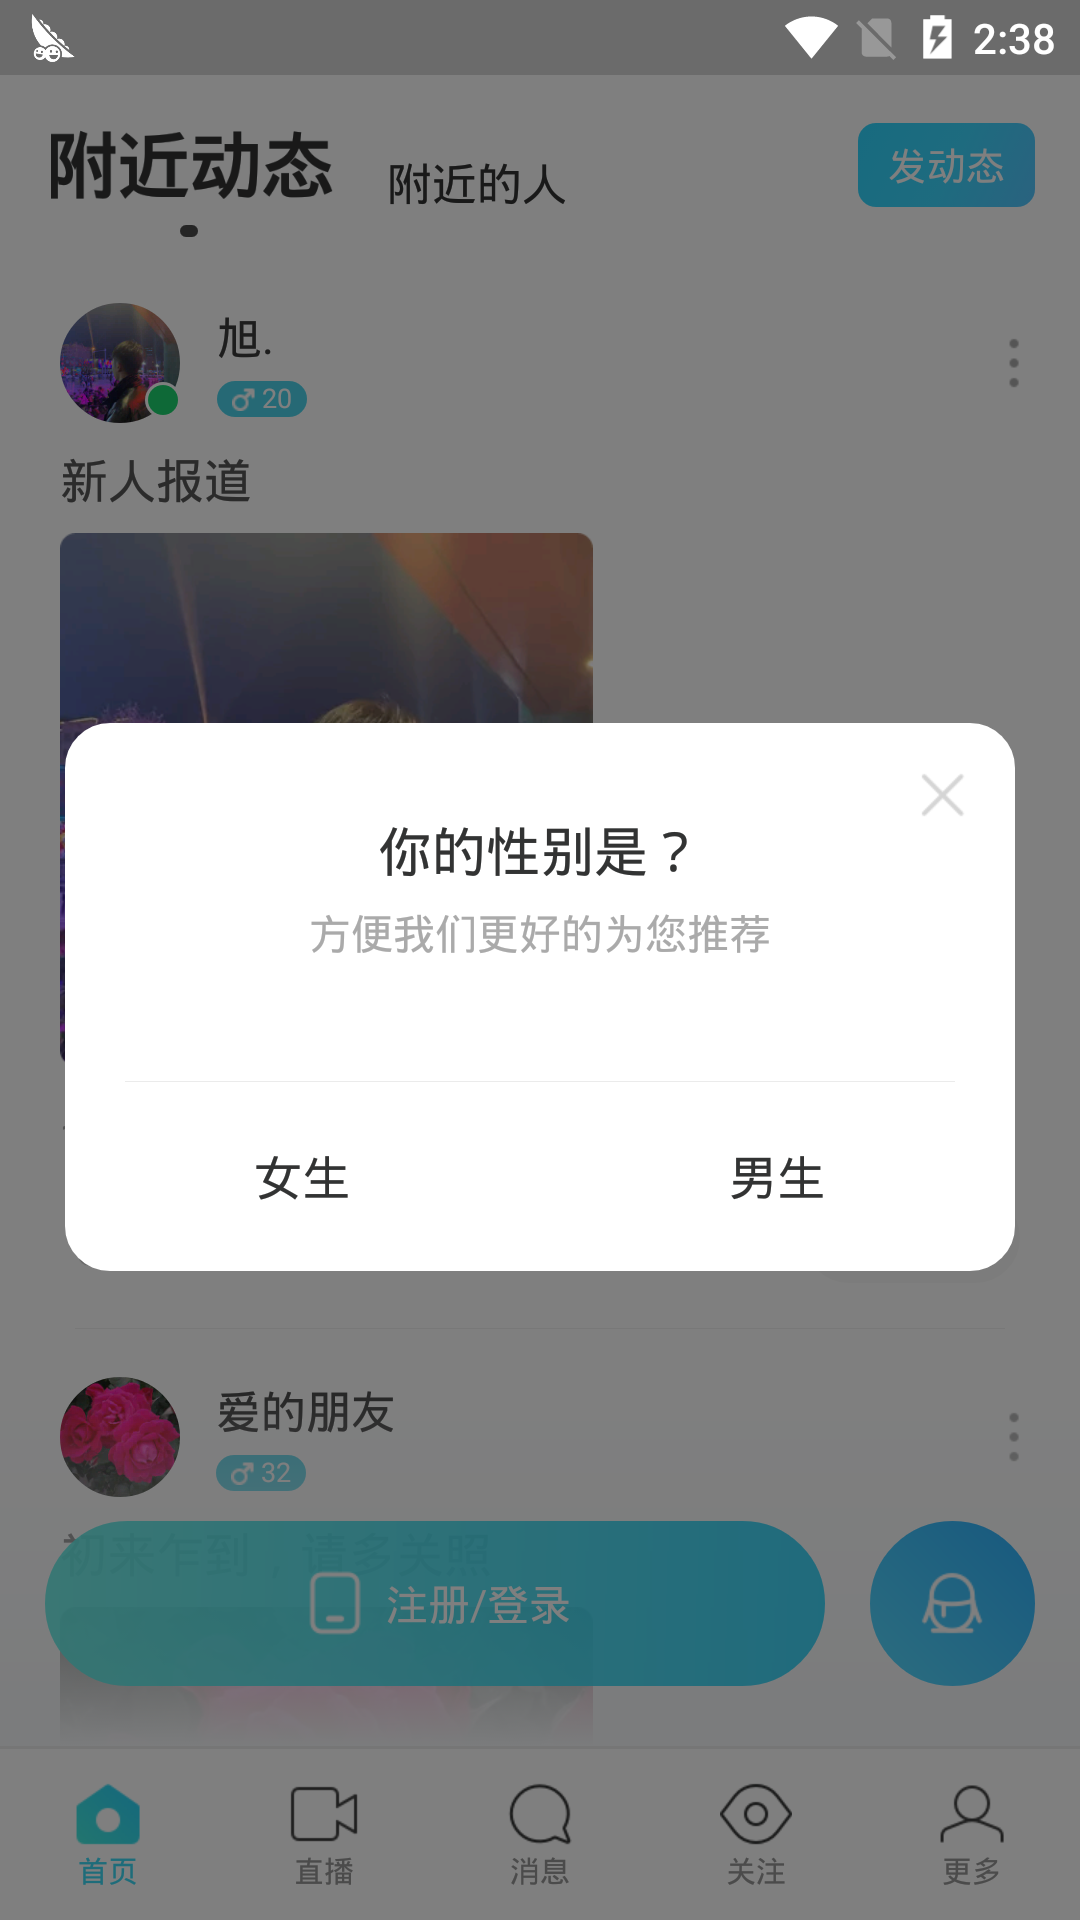 2:38
附近动态
附近的人
发动态
旭.
20
新人报道
你的性别是？
方便我们更好的为您推荐
女生
男生
爱的朋友
32
初来乍到，请多关照
注册/登录
首页
直播
消息
关注
更多